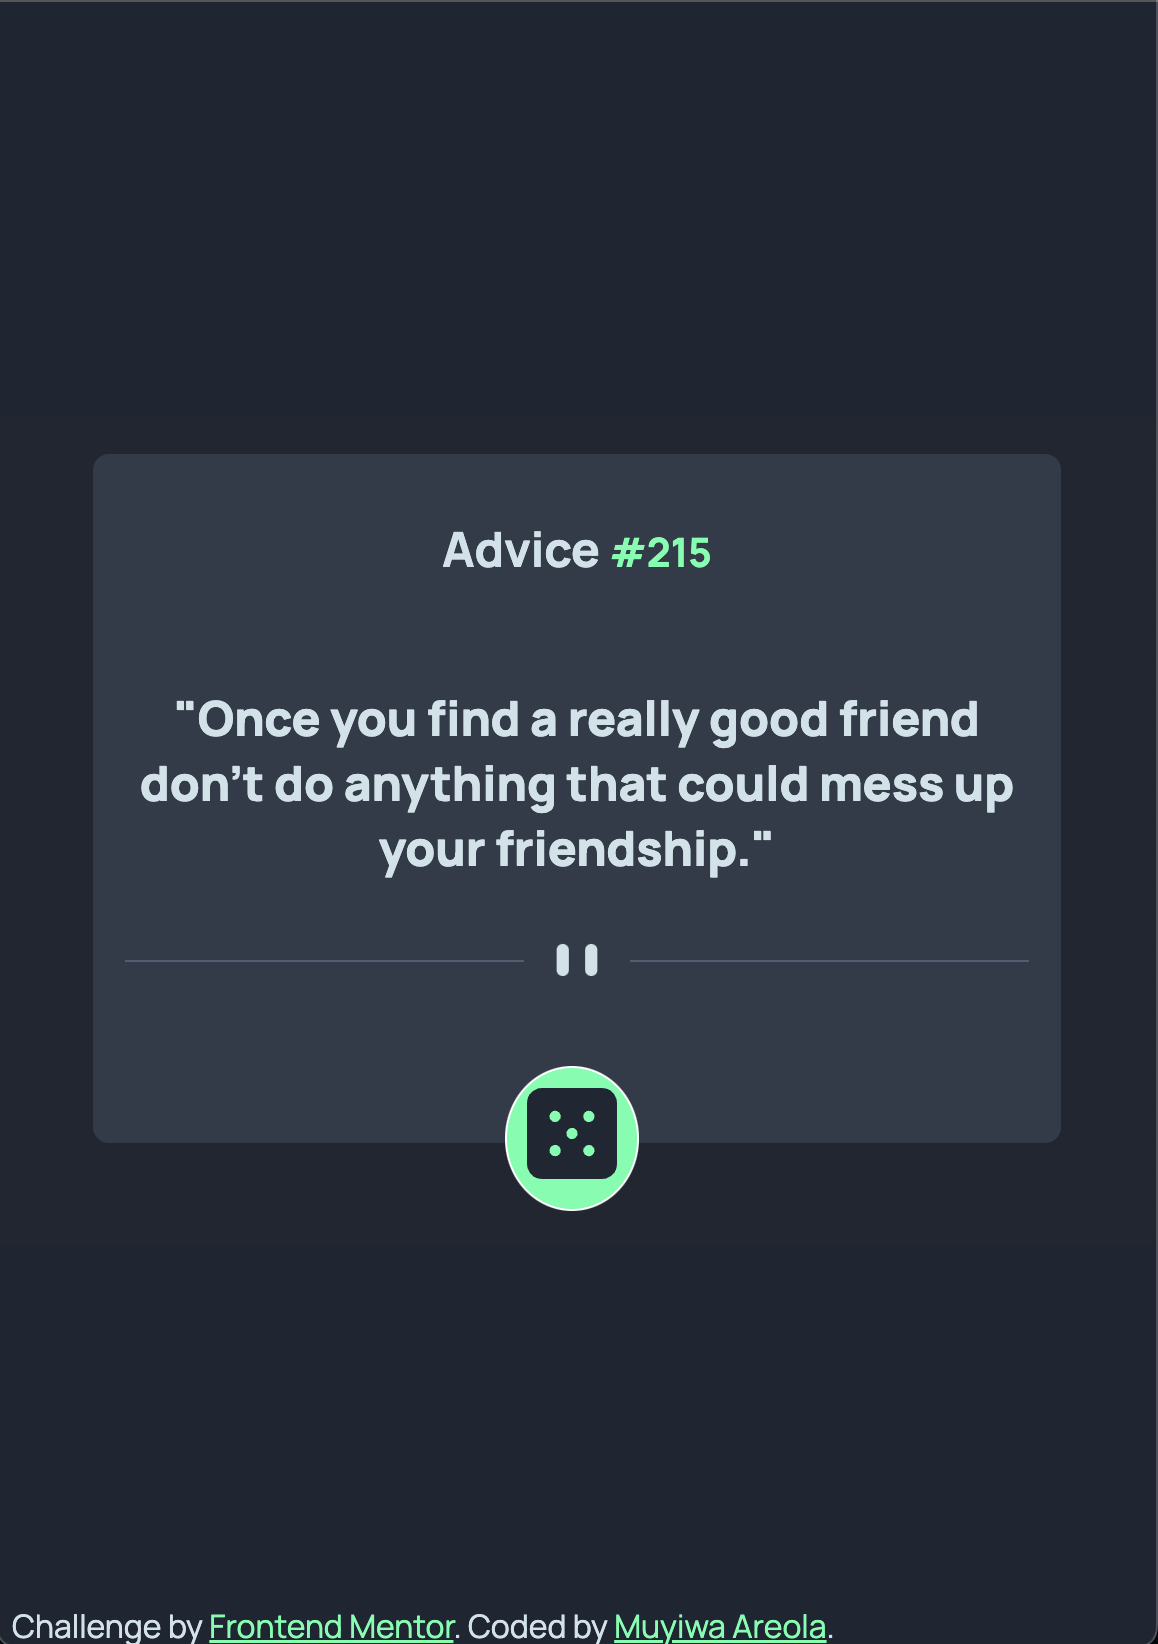 Advice #215
"Once you find a really good friend
don’t do anything that could mess up
your friendship."
Challenge by Frontend Mentor. Coded by Muyiwa Areola.